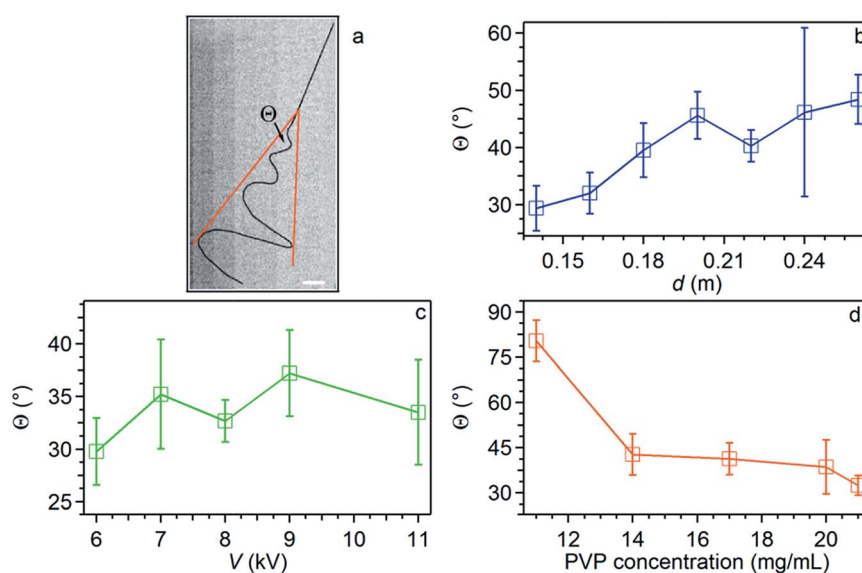 a
Θ
b
Θ (°)
60
50
40
30
0.15 0.18 0.21 0.24
d (m)
c
Θ (°)
40
35
30
25
6 7 8 9 10 11
V (kV)
d
Θ (°)
90
75
60
45
30
12 14 16 18 20
PVP concentration (mg/mL)